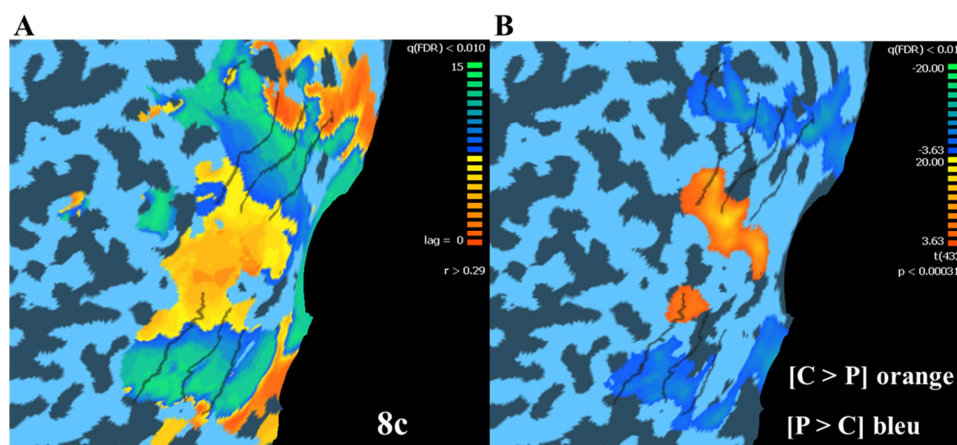 A
q(FDR) < 0.010
15
lag = 0
r > 0.29
8c
B
q(FDR) < 0.01
-20.00
-3.63
20.00
3.63
t(43
p < 0.00031
[C > P] orange
[P > C] bleu